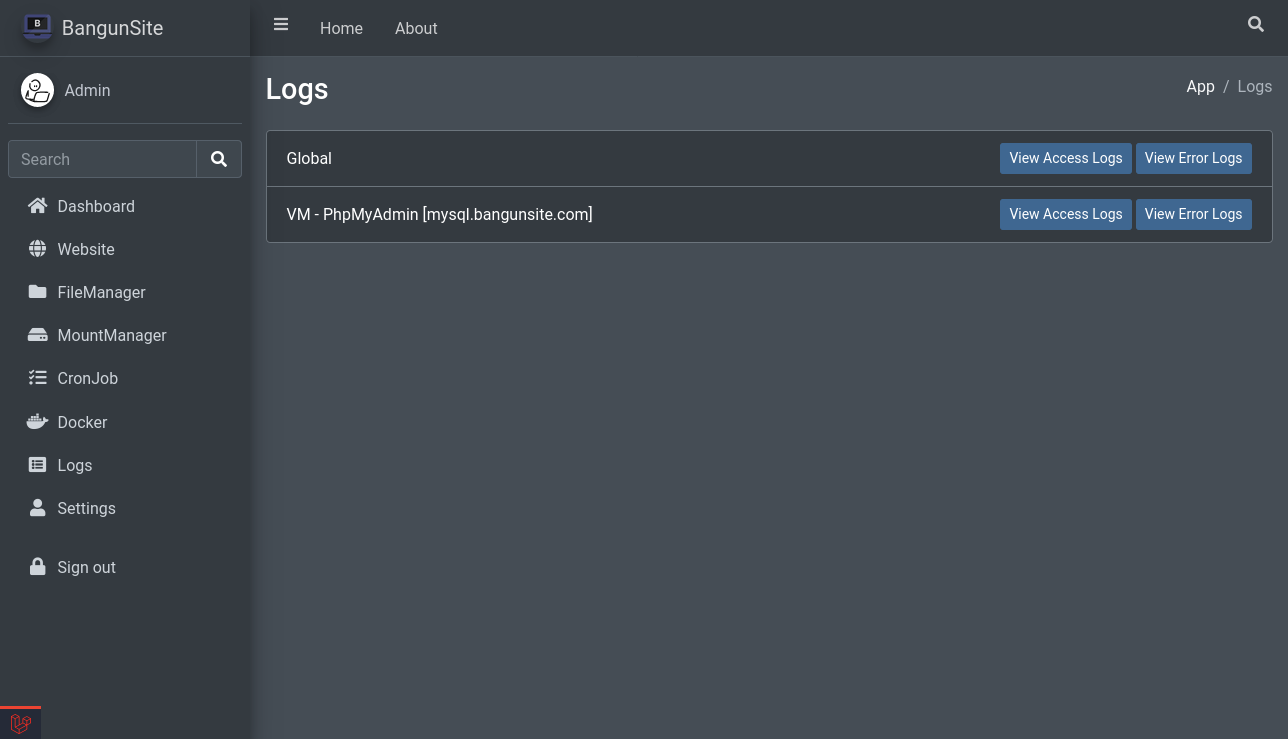 B
BangunSite
Home
About
Admin
Logs
App / Logs
Search
Global
View Access Logs
View Error Logs
VM - PhpMyAdmin [mysql.bangunsite.com]
View Access Logs
View Error Logs
Dashboard
Website
FileManager
MountManager
CronJob
Docker
Logs
Settings
Sign out